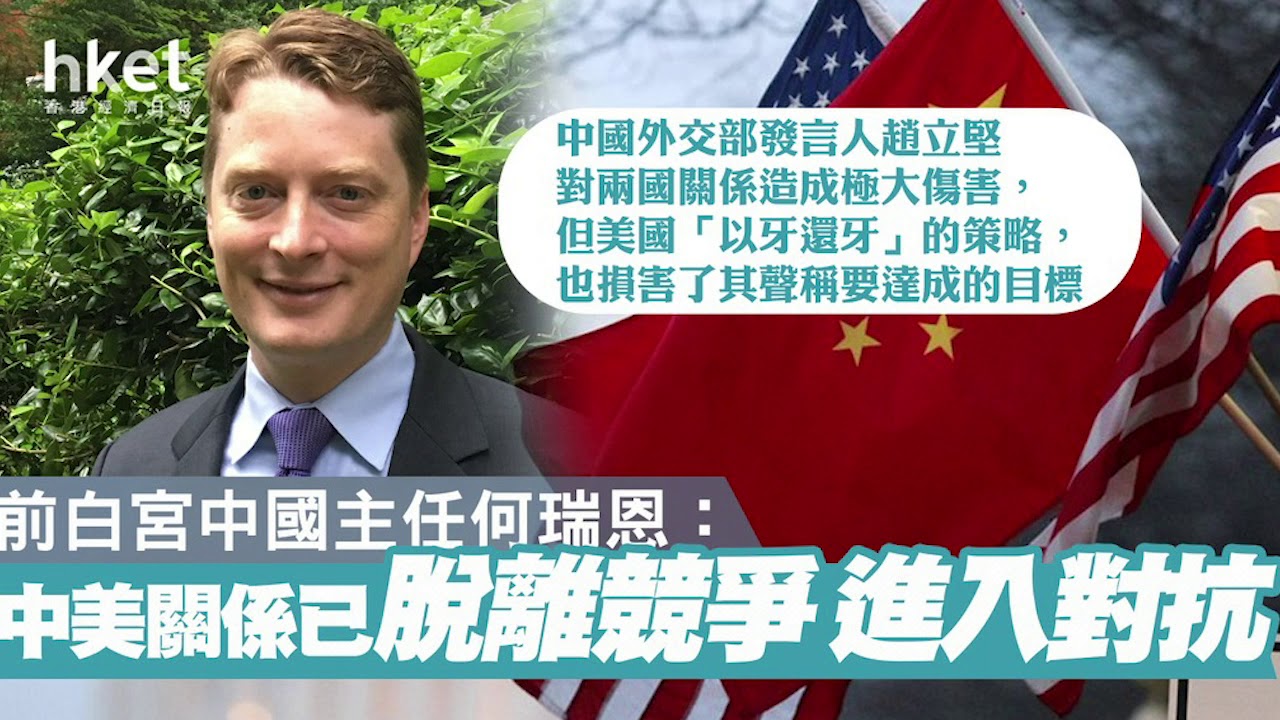 hket
香港經濟日報
中國外交部發言人趙立堅
對兩國關係造成極大傷害，
但美國「以牙還牙」的策略，
也損害了其聲稱要達成的目標
前白宮中國主任何瑞恩：
中美關係已脫離競爭 進入對抗